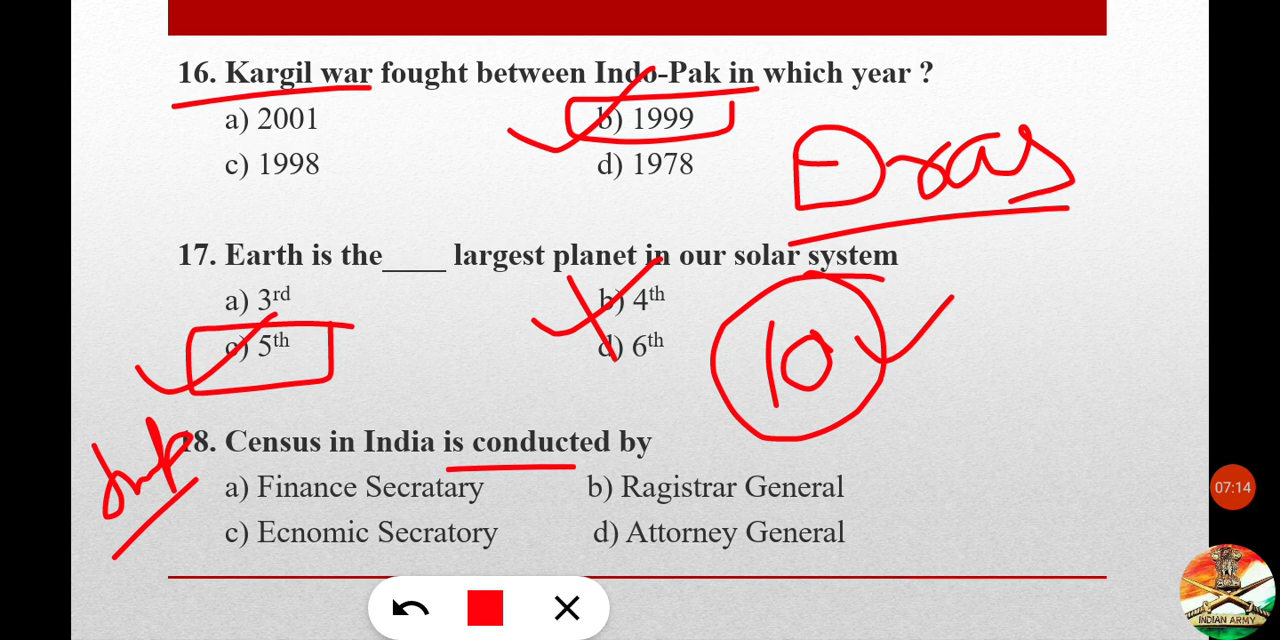 16. Kargil war fought between Indo-Pak in which year ?
a) 2001 b) 1999
c) 1998 d) 1978
Dras
17. Earth is the____ largest planet in our solar system
a) 3rd b) 4th
c) 5th d) 6th
10
Imp
18. Census in India is conducted by
a) Finance Secratary b) Ragistrar General
c) Ecnomic Secratory d) Attorney General
07:14
INDIAN ARMY